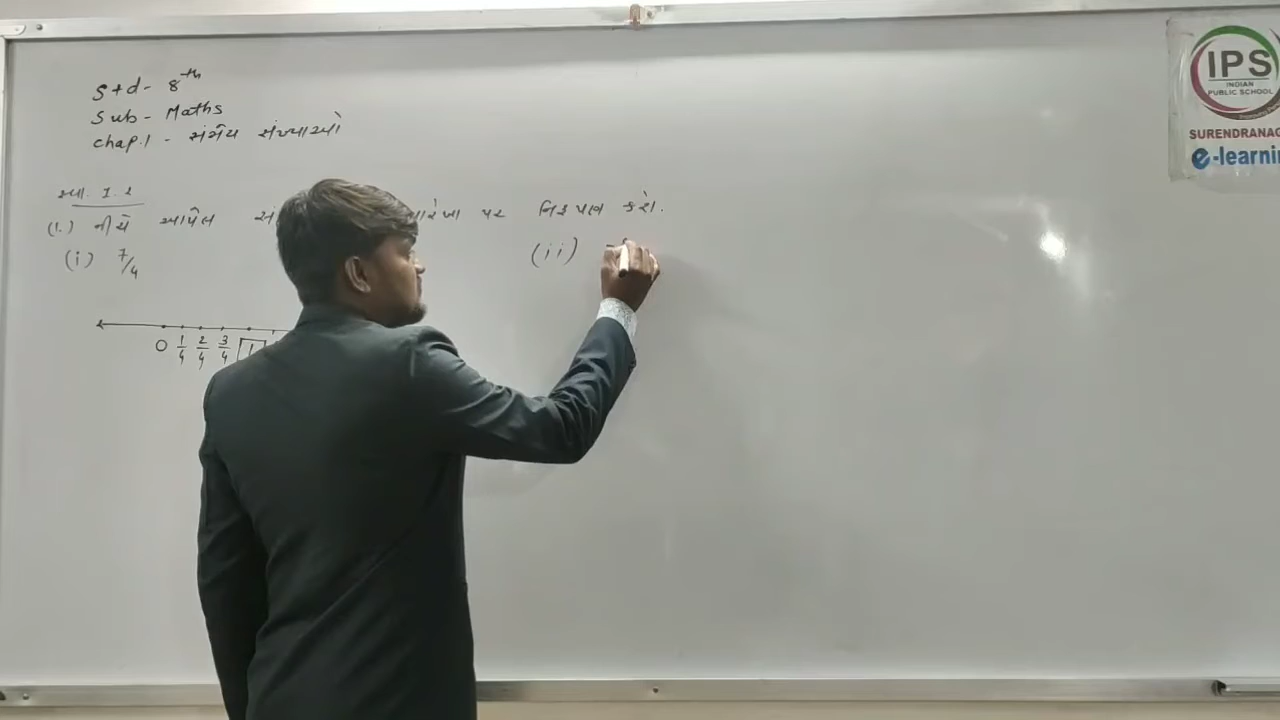 Std - 8th
Sub - Maths
Chap.1 - સંમેય સંખ્યાઓ
સ્વા. 1.2
(1.) નીચે આપેલ પર નિરૂપણ કરો.
(i) 7/4
(ii)
0 1/4 2/4 3/4
IPS
INDIAN
PUBLIC SCHOOL
SURENDRANAG
e-learni